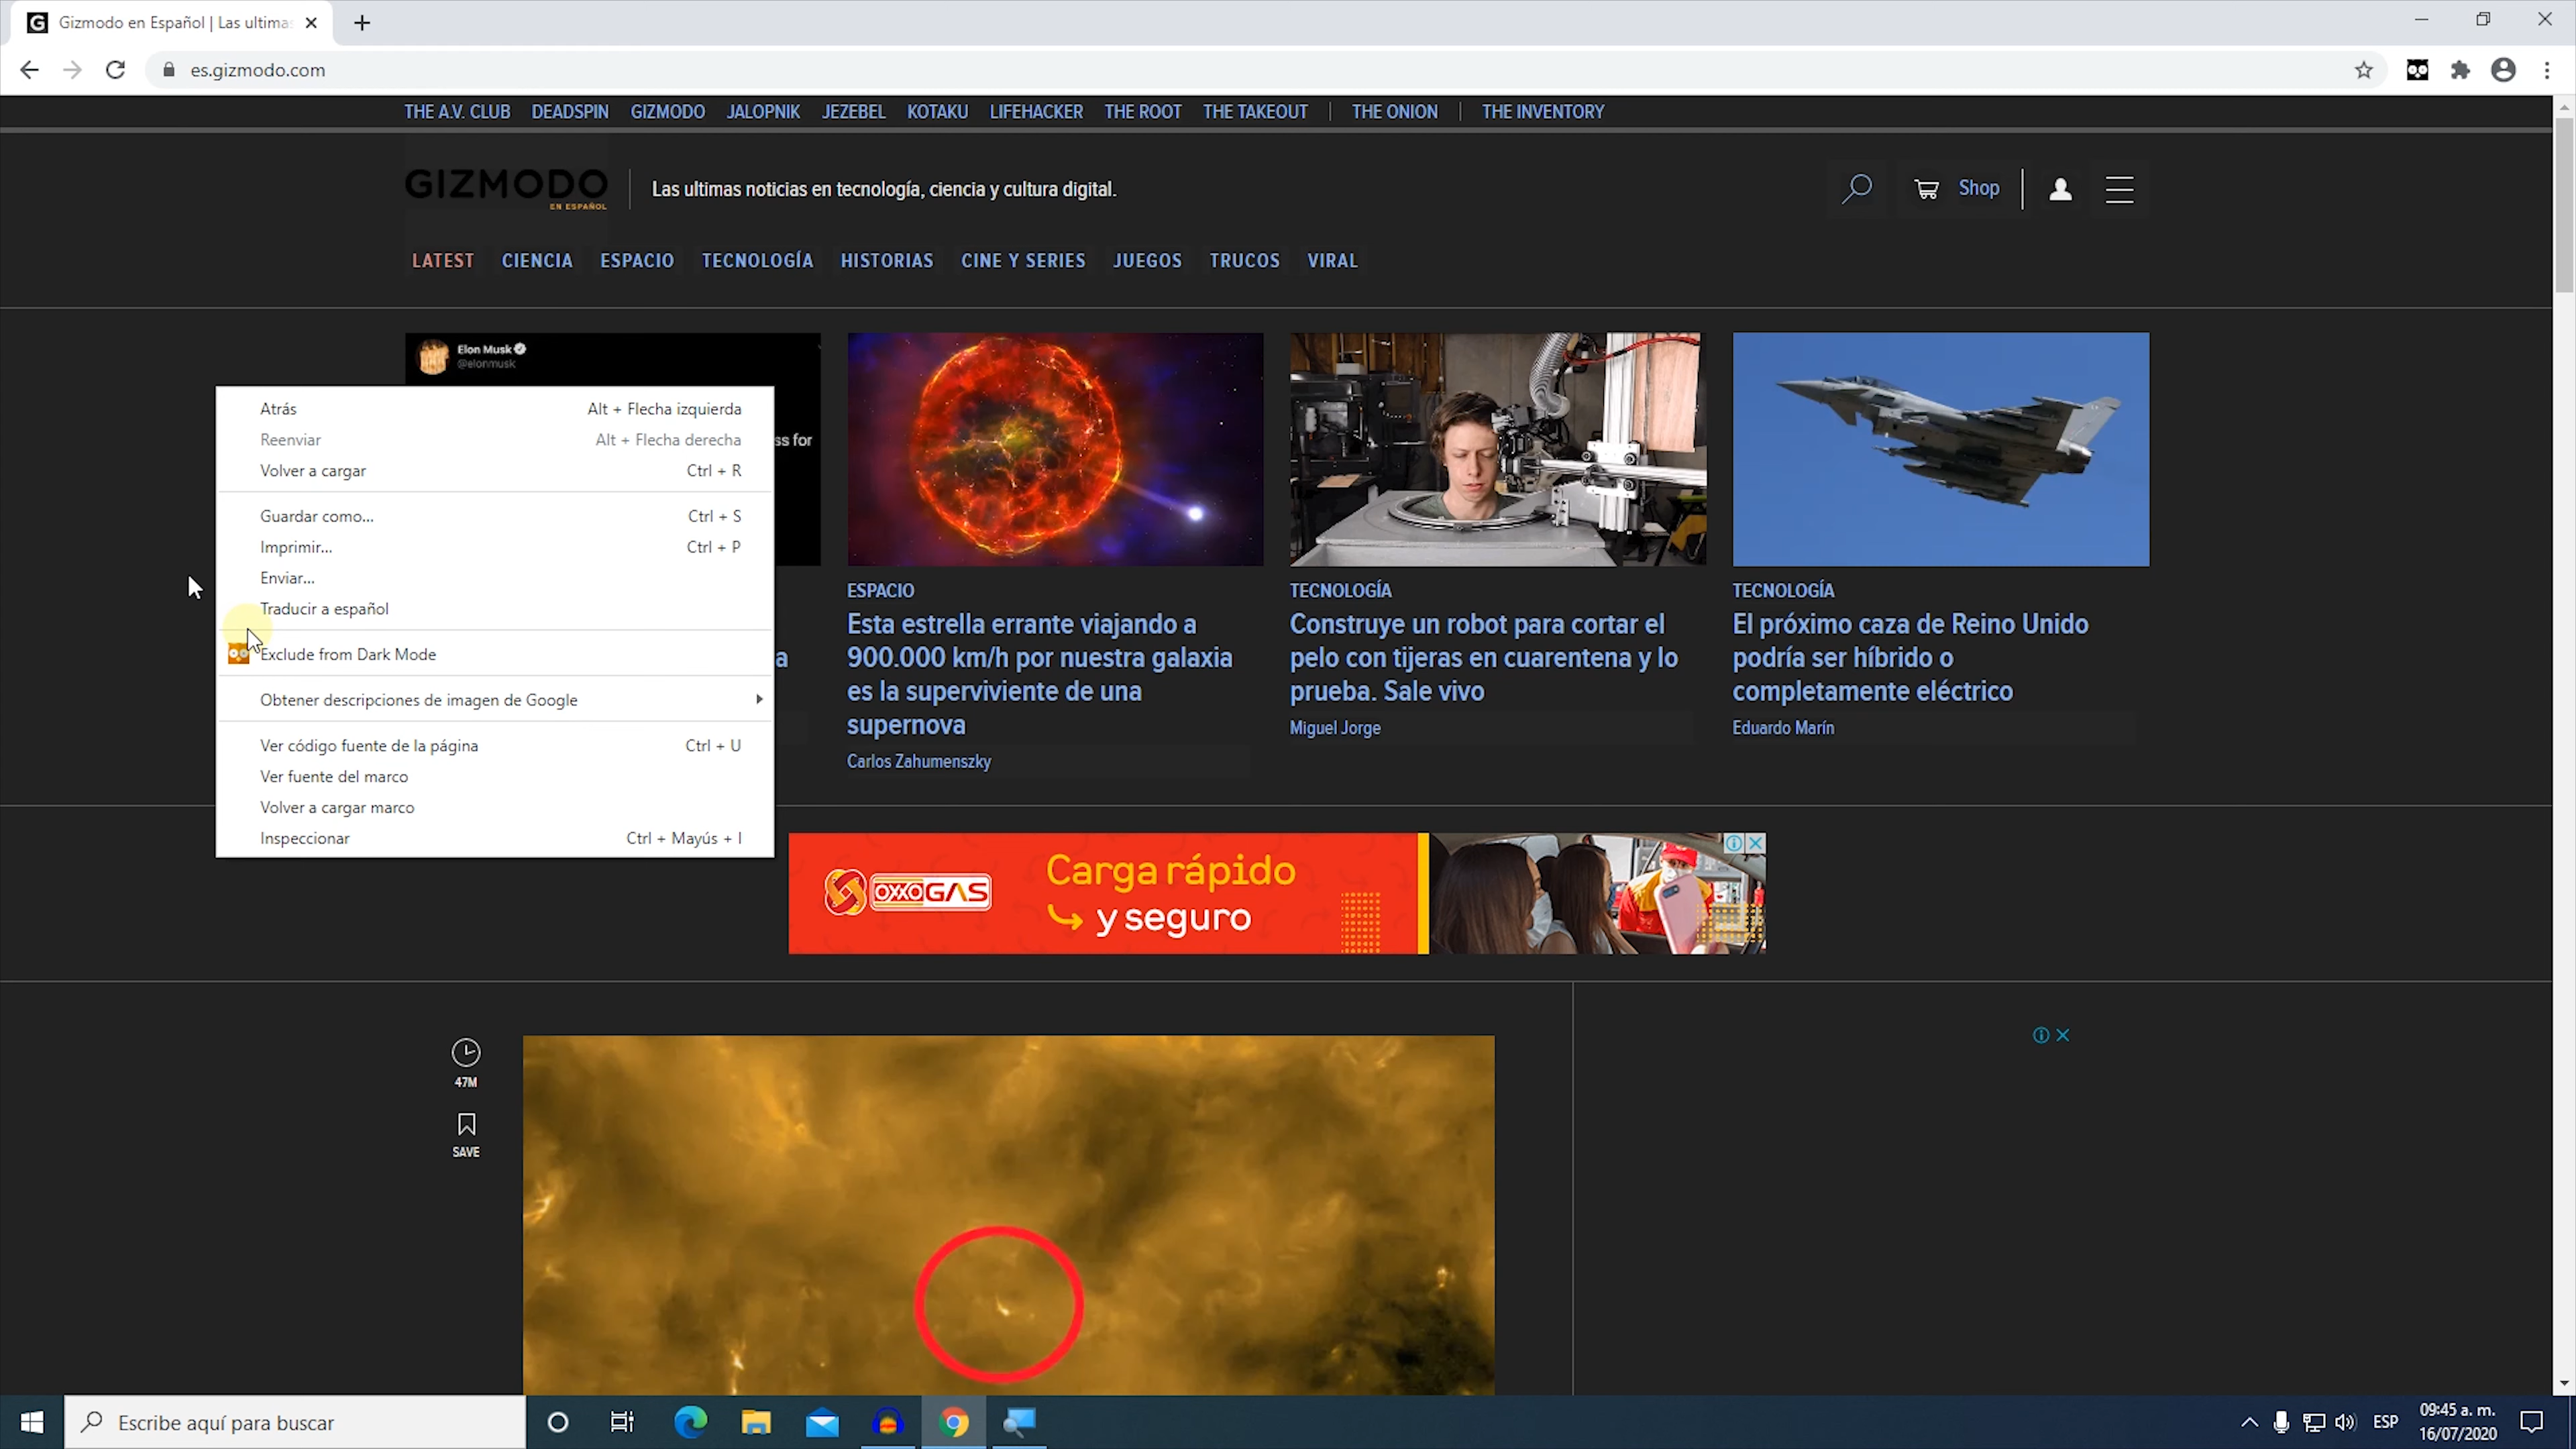 Gizmodo en Español | Las ultimas
es.gizmodo.com
THE A.V. CLUB DEADSPIN GIZMODO JALOPNIK JEZEBEL KOTAKU LIFEHACKER THE ROOT THE TAKEOUT | THE ONION | THE INVENTORY
GIZMODO
EN ESPAÑOL
Las ultimas noticias en tecnología, ciencia y cultura digital.
Shop
LATEST CIENCIA ESPACIO TECNOLOGÍA HISTORIAS CINE Y SERIES JUEGOS TRUCOS VIRAL
Elon Musk
@elonmusk
ss for
a
Atrás Alt + Flecha izquierda
Reenviar Alt + Flecha derecha
Volver a cargar Ctrl + R
Guardar como... Ctrl + S
Imprimir... Ctrl + P
Enviar...
Traducir a español
Exclude from Dark Mode
Obtener descripciones de imagen de Google
Ver código fuente de la página Ctrl + U
Ver fuente del marco
Volver a cargar marco
Inspeccionar Ctrl + Mayús + I
ESPACIO
Esta estrella errante viajando a
900.000 km/h por nuestra galaxia
es la superviviente de una
supernova
Carlos Zahumenszky
TECNOLOGÍA
Construye un robot para cortar el
pelo con tijeras en cuarentena y lo
prueba. Sale vivo
Miguel Jorge
TECNOLOGÍA
El próximo caza de Reino Unido
podría ser híbrido o
completamente eléctrico
Eduardo Marín
OXXO GAS
Carga rápido
y seguro
47M
SAVE
Escribe aquí para buscar
ESP
09:45 a. m.
16/07/2020